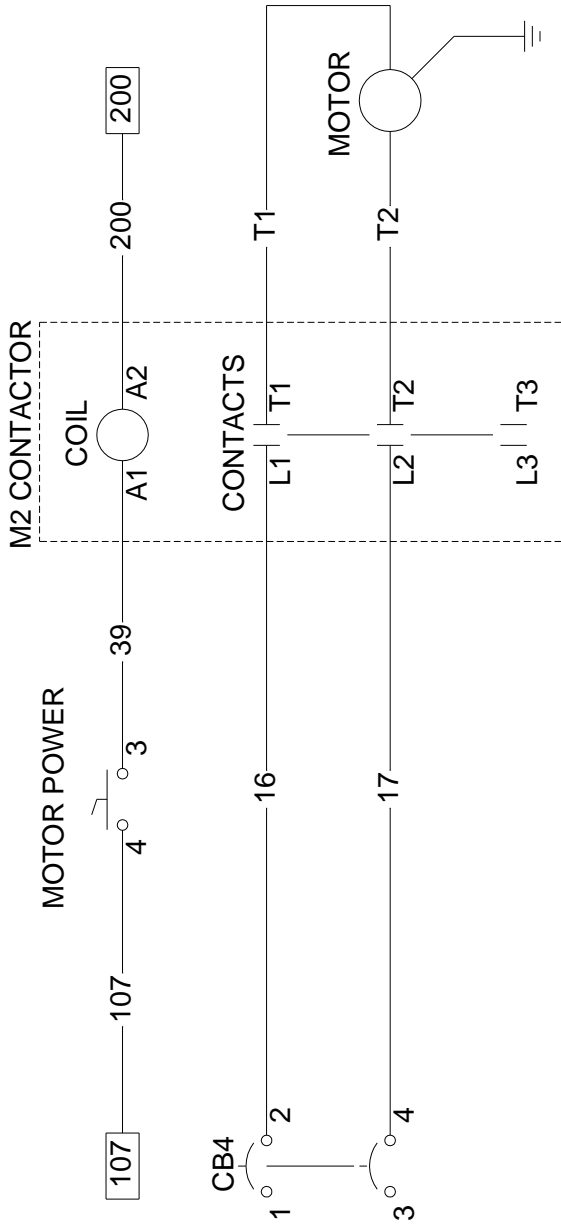 M2 CONTACTOR
MOTOR POWER
COIL
107
107
4
3
39
A1
A2
200
200
CB4
CONTACTS
1
2
16
L1
T1
T1
MOTOR
3
4
17
L2
T2
T2
L3
T3